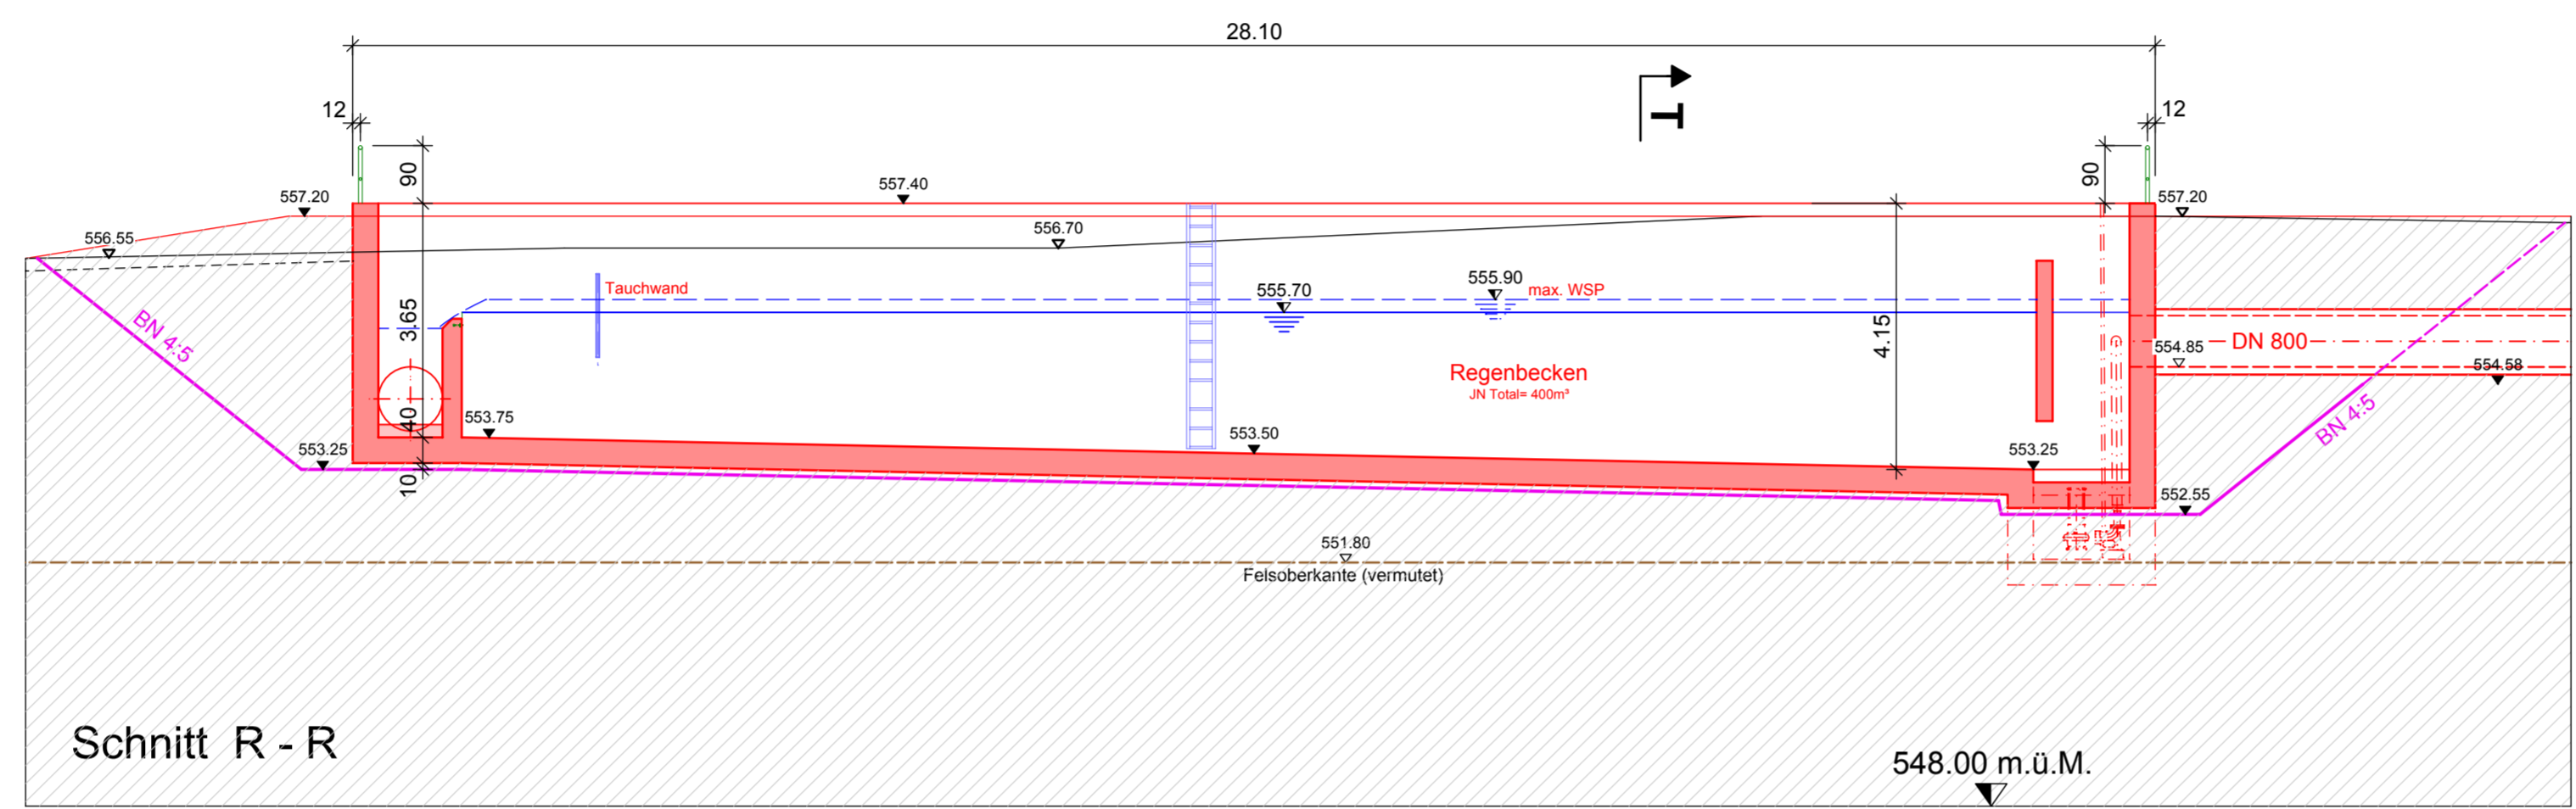 28.10
12
T
12
90
90
557.20
557.40
557.20
556.55
556.70
Tauchwand
555.70
555.90
max. WSP
BN 4:5
3.65
4.15
DN 800
554.85
554.58
Regenbecken
JN Total= 400m³
40
553.75
553.50
553.25
553.25
BN 4:5
10
552.55
551.80
Felsoberkante (vermutet)
Schnitt R - R
548.00 m.ü.M.